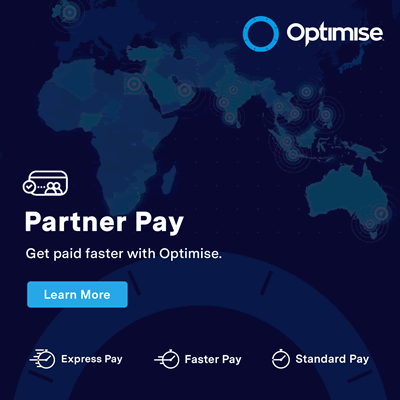 Optimise
Partner Pay
Get paid faster with Optimise.
Learn More
Express Pay
Faster Pay
Standard Pay